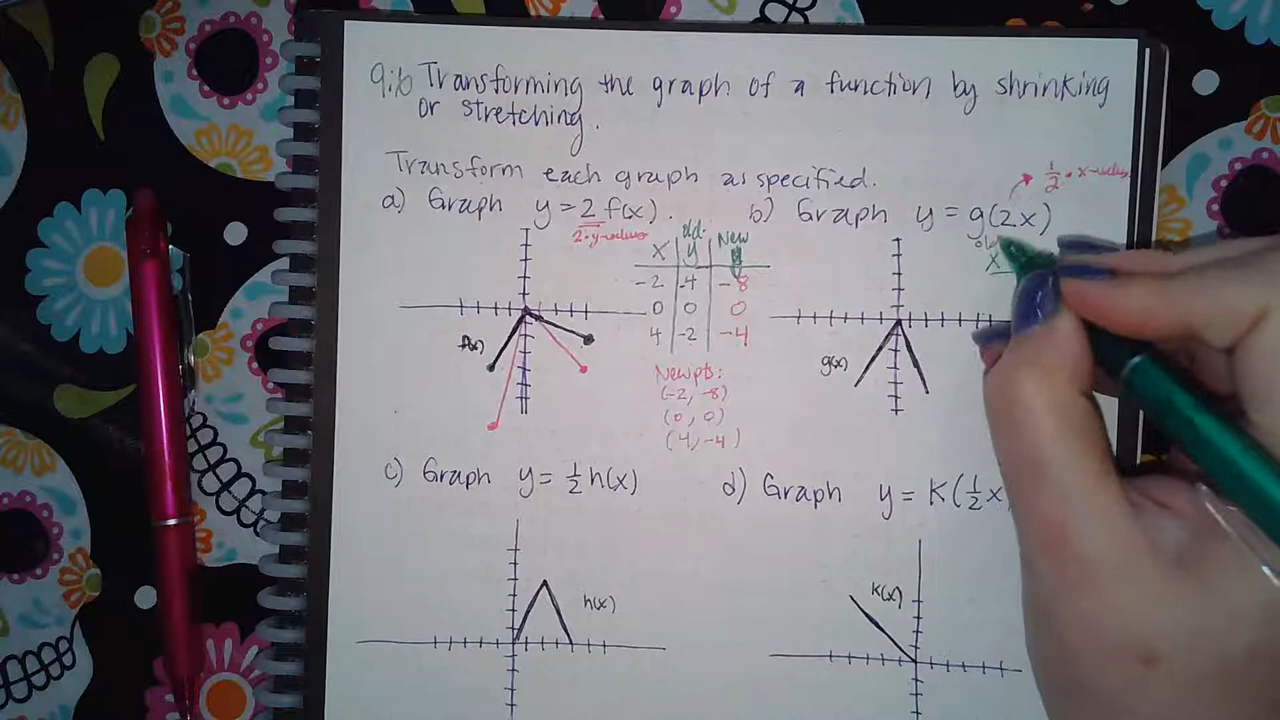 9.6 Transforming the graph of a function by shrinking
or stretching.
Transform each graph as specified.
a) Graph y = 2 f(x).
2 • y-values
x | old y | New y
-2 | -4 | -8
0 | 0 | 0
4 | -2 | -4
New pts:
(-2, -8)
(0, 0)
(4, -4)
f(x)
b) Graph y = g(2x)
1/2 • x-values
x
g(x)
c) Graph y = 1/2 h(x)
h(x)
d) Graph y = K(1/2 x
K(x)